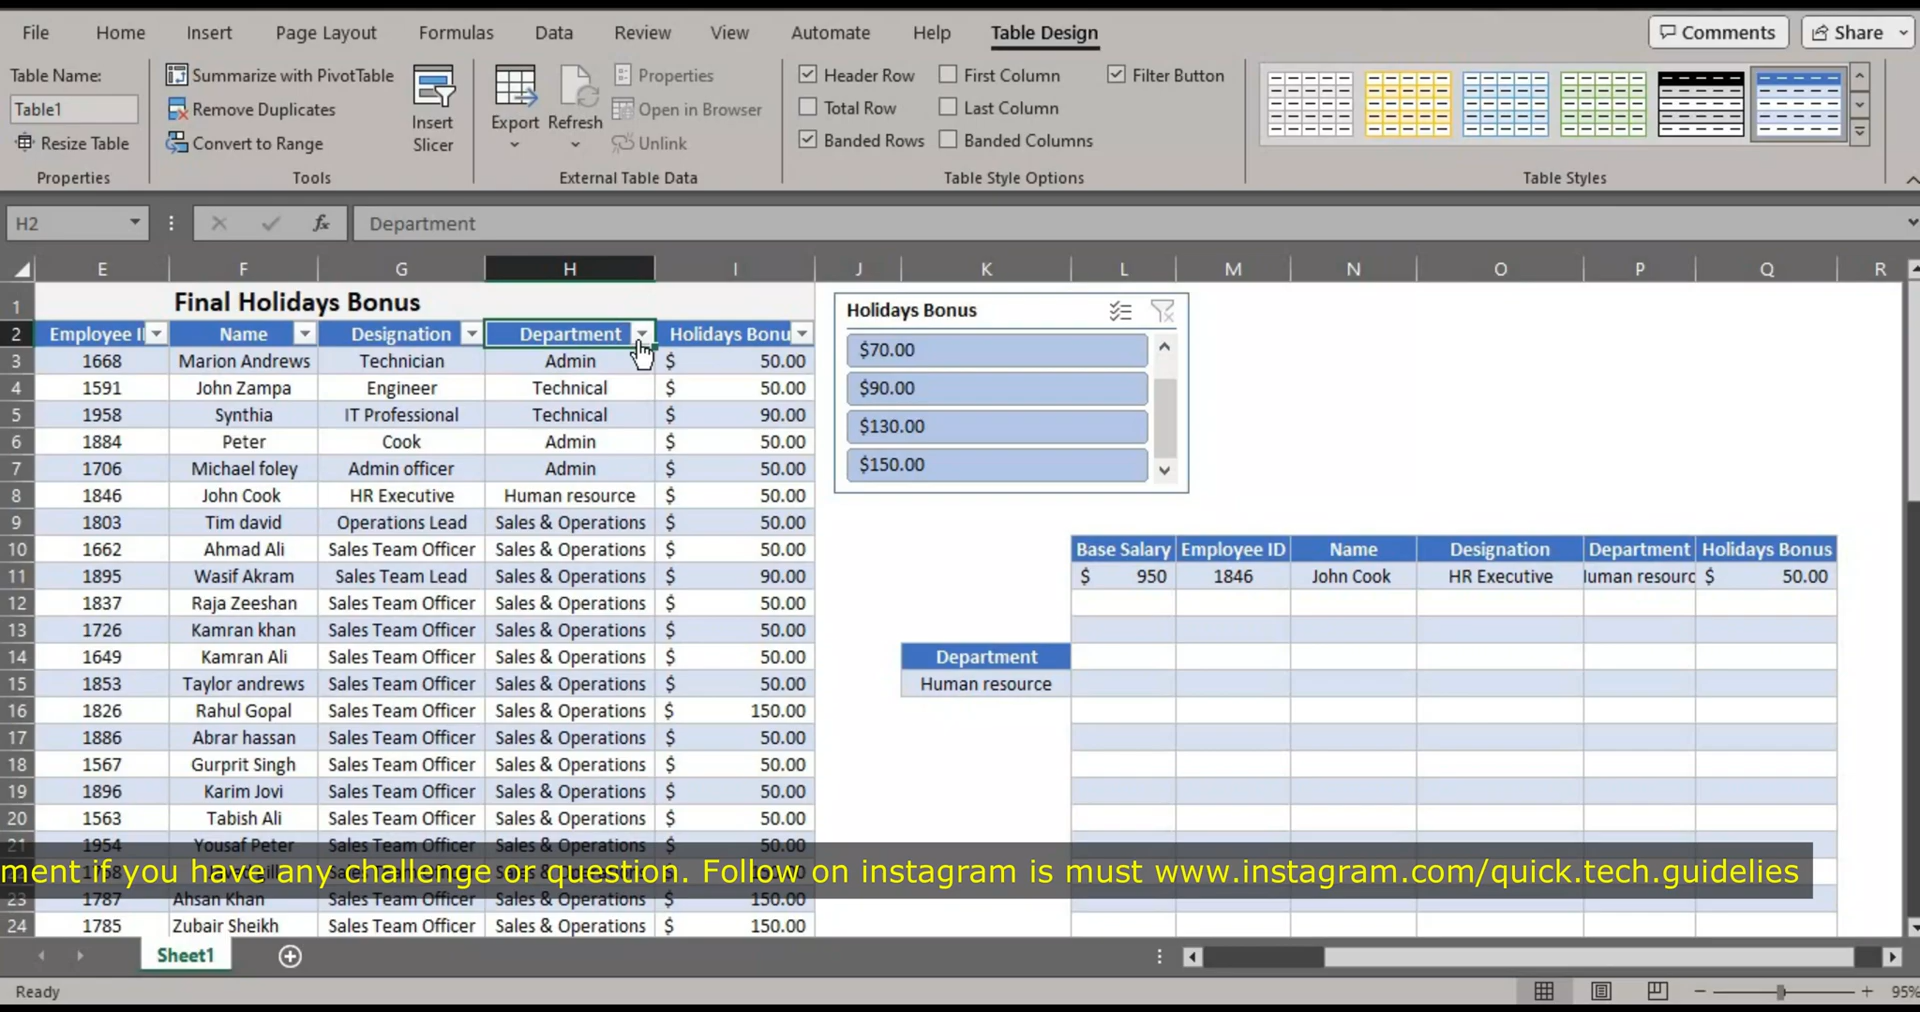 File Home Insert Page Layout Formulas Data Review View Automate Help Table Design Comments Share
Table Name:
Table1
Resize Table
Properties
Summarize with PivotTable
Remove Duplicates
Convert to Range
Tools
Insert
Slicer
Export
Refresh
Properties
Open in Browser
Unlink
External Table Data
Header Row First Column Filter Button
Total Row Last Column
Banded Rows Banded Columns
Table Style Options
Table Styles
H2 fx Department
E F G H I J K L M N O P Q R
1 Final Holidays Bonus
2 Employee I Name Designation Department Holidays Bonu
3 1668 Marion Andrews Technician Admin $ 50.00
4 1591 John Zampa Engineer Technical $ 50.00
5 1958 Synthia IT Professional Technical $ 90.00
6 1884 Peter Cook Admin $ 50.00
7 1706 Michael foley Admin officer Admin $ 50.00
8 1846 John Cook HR Executive Human resource $ 50.00
9 1803 Tim david Operations Lead Sales & Operations $ 50.00
10 1662 Ahmad Ali Sales Team Officer Sales & Operations $ 50.00
11 1895 Wasif Akram Sales Team Lead Sales & Operations $ 90.00
12 1837 Raja Zeeshan Sales Team Officer Sales & Operations $ 50.00
13 1726 Kamran khan Sales Team Officer Sales & Operations $ 50.00
14 1649 Kamran Ali Sales Team Officer Sales & Operations $ 50.00
15 1853 Taylor andrews Sales Team Officer Sales & Operations $ 50.00
16 1826 Rahul Gopal Sales Team Officer Sales & Operations $ 150.00
17 1886 Abrar hassan Sales Team Officer Sales & Operations $ 50.00
18 1567 Gurprit Singh Sales Team Officer Sales & Operations $ 50.00
19 1896 Karim Jovi Sales Team Officer Sales & Operations $ 50.00
20 1563 Tabish Ali Sales Team Officer Sales & Operations $ 50.00
21 1954 Yousaf Peter Sales Team Officer Sales & Operations $ 50.00
ment if you have any challenge or question. Follow on instagram is must www.instagram.com/quick.tech.guidelies
23 1787 Ahsan Khan Sales Team Officer Sales & Operations $ 150.00
24 1785 Zubair Sheikh Sales Team Officer Sales & Operations $ 150.00
Holidays Bonus
$70.00
$90.00
$130.00
$150.00
Base Salary Employee ID Name Designation Department Holidays Bonus
$ 950 1846 John Cook HR Executive uman resourc $ 50.00
Department
Human resource
Sheet1
Ready
95%